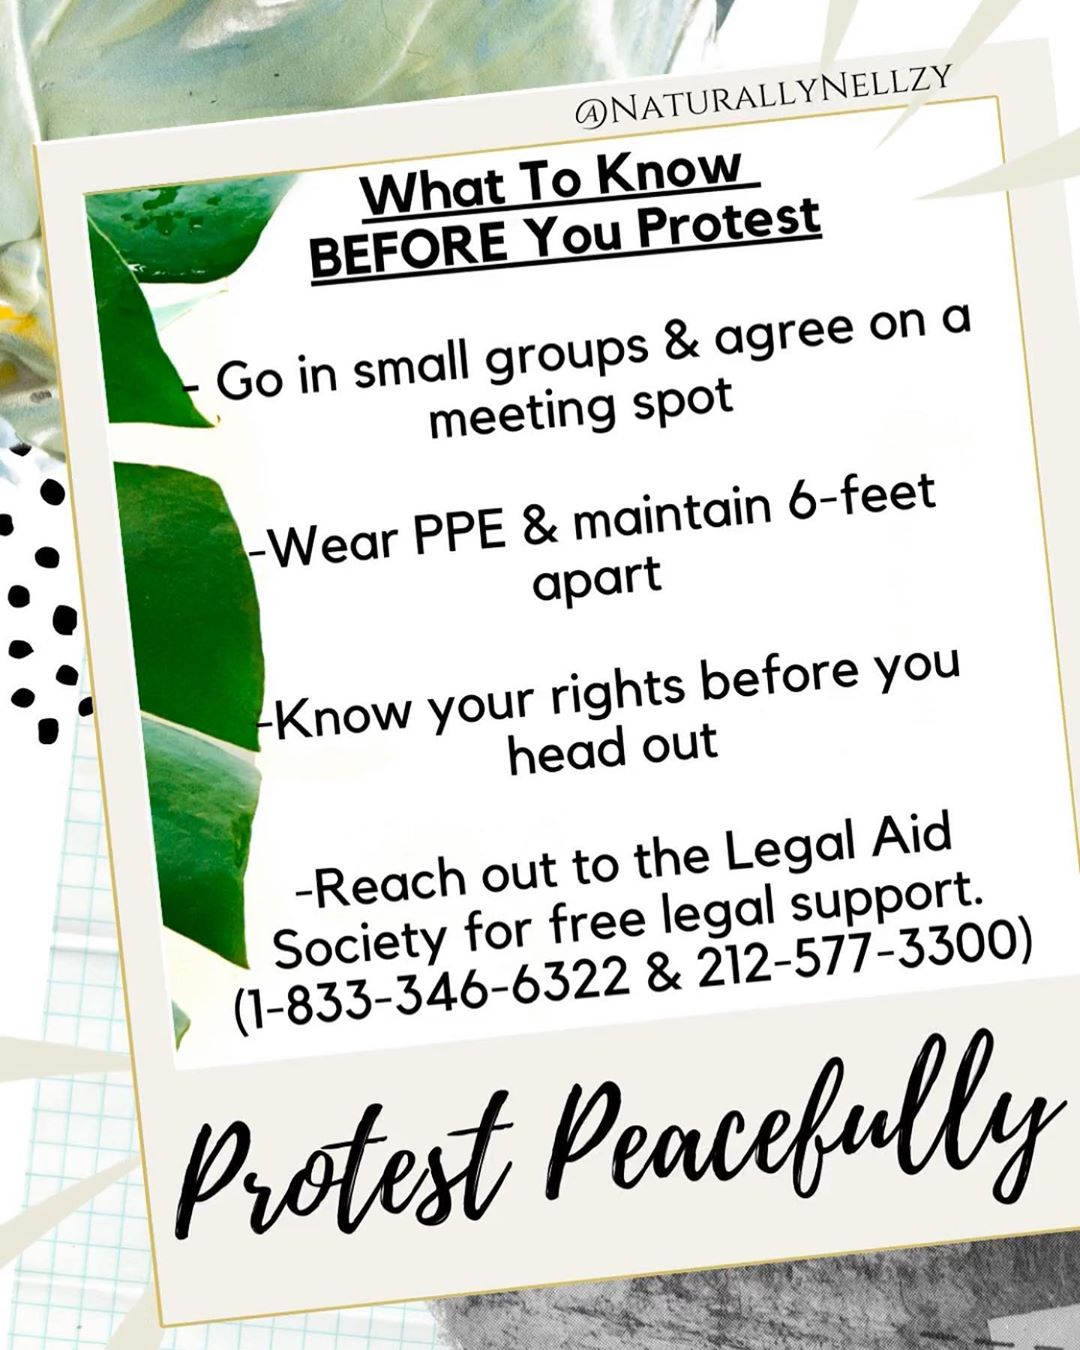 @NaturallyNellzy
What To Know
BEFORE You Protest
- Go in small groups & agree on a
meeting spot
-Wear PPE & maintain 6-feet
apart
-Know your rights before you
head out
-Reach out to the Legal Aid
Society for free legal support.
(1-833-346-6322 & 212-577-3300)
Protest Peacefully